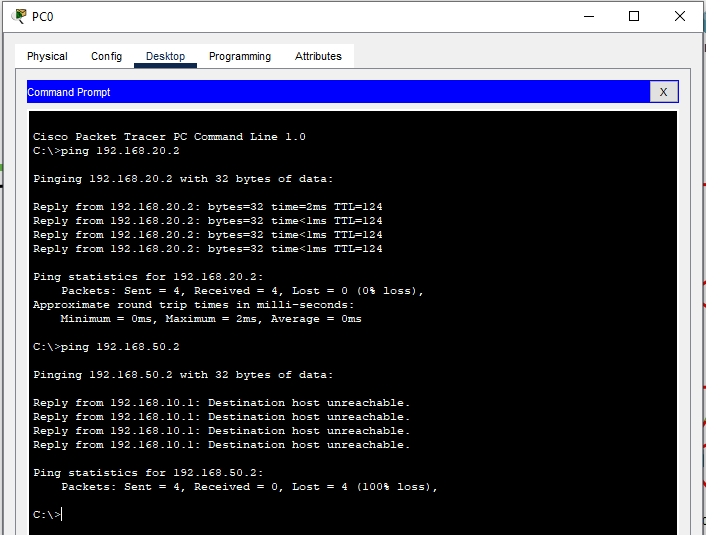 PC0
Physical Config Desktop Programming Attributes
Command Prompt X
Cisco Packet Tracer PC Command Line 1.0
C:\>ping 192.168.20.2
Pinging 192.168.20.2 with 32 bytes of data:
Reply from 192.168.20.2: bytes=32 time=2ms TTL=124
Reply from 192.168.20.2: bytes=32 time<1ms TTL=124
Reply from 192.168.20.2: bytes=32 time<1ms TTL=124
Reply from 192.168.20.2: bytes=32 time<1ms TTL=124
Ping statistics for 192.168.20.2:
Packets: Sent = 4, Received = 4, Lost = 0 (0% loss),
Approximate round trip times in milli-seconds:
Minimum = 0ms, Maximum = 2ms, Average = 0ms
C:\>ping 192.168.50.2
Pinging 192.168.50.2 with 32 bytes of data:
Reply from 192.168.10.1: Destination host unreachable.
Reply from 192.168.10.1: Destination host unreachable.
Reply from 192.168.10.1: Destination host unreachable.
Reply from 192.168.10.1: Destination host unreachable.
Ping statistics for 192.168.50.2:
Packets: Sent = 4, Received = 0, Lost = 4 (100% loss),
C:\>